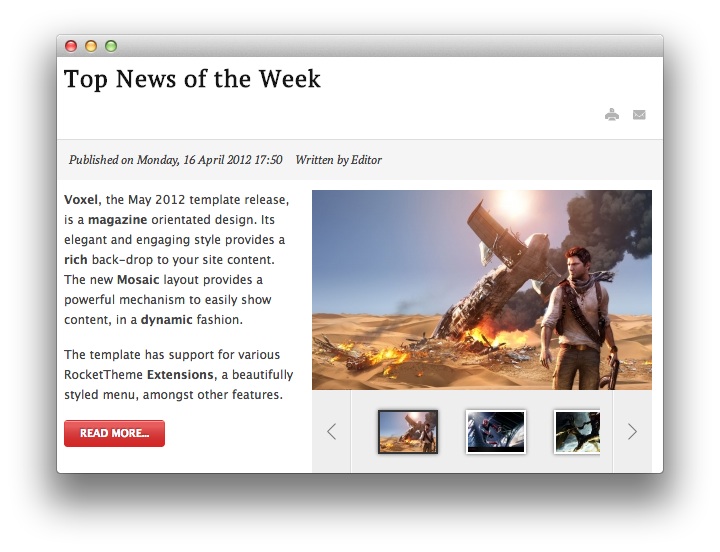 Top News of the Week
Published on Monday, 16 April 2012 17:50 Written by Editor
Voxel, the May 2012 template release,
is a magazine orientated design. Its
elegant and engaging style provides a
rich back-drop to your site content.
The new Mosaic layout provides a
powerful mechanism to easily show
content, in a dynamic fashion.
The template has support for various
RocketTheme Extensions, a beautifully
styled menu, amongst other features.
READ MORE...